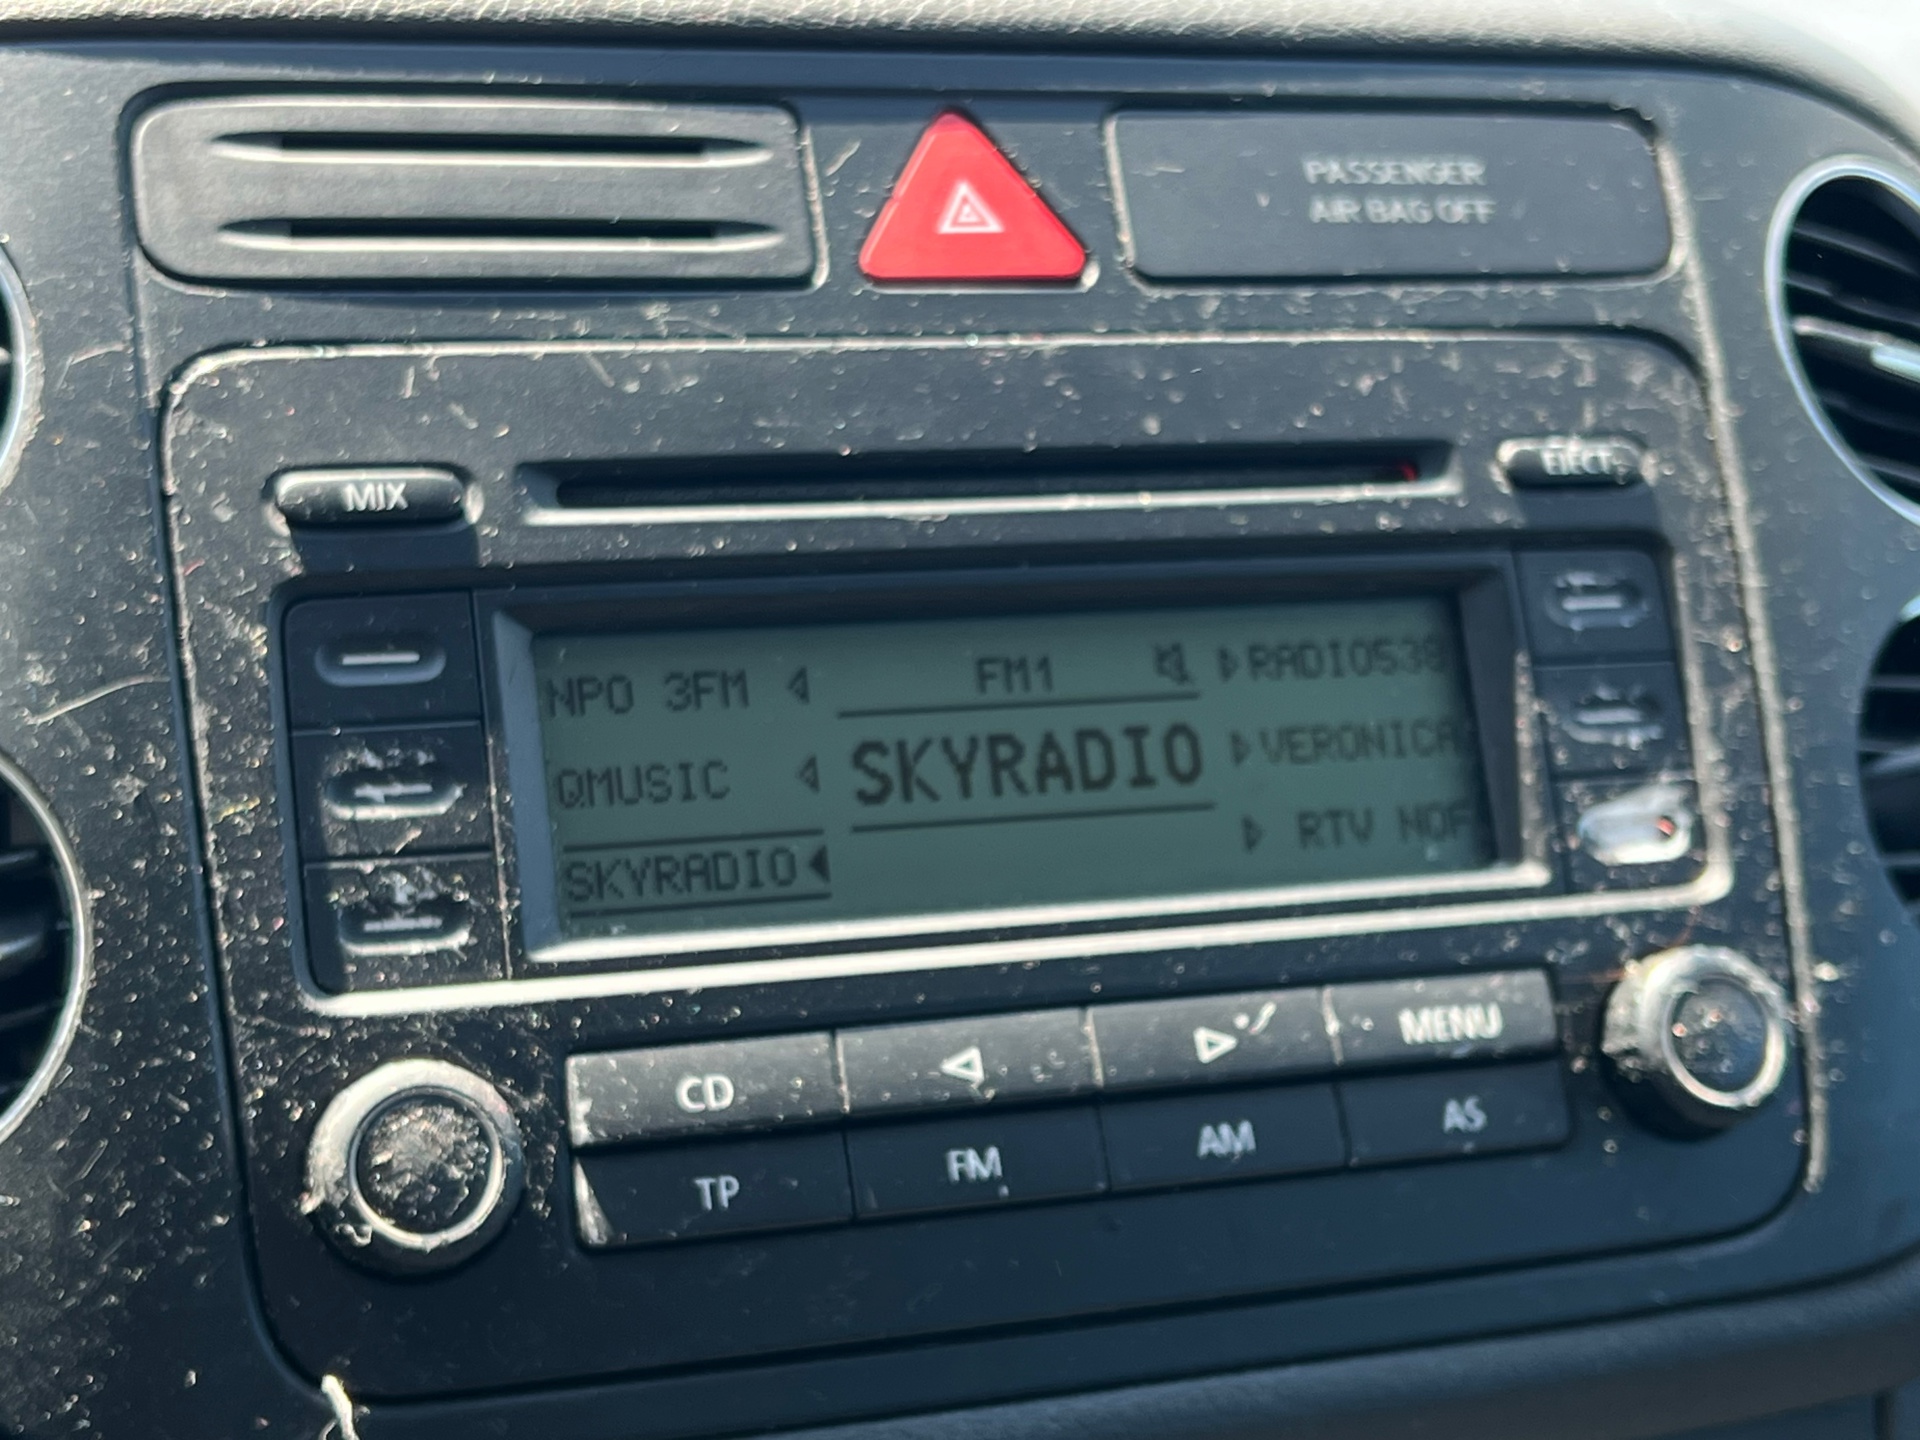 PASSENGER
AIR BAG OFF
MIX
EJECT
NPO 3FM
FM1
RADIO538
QMUSIC
SKYRADIO
VERONICA
SKYRADIO
RTV NOF
CD
MENU
TP
FM
AM
AS